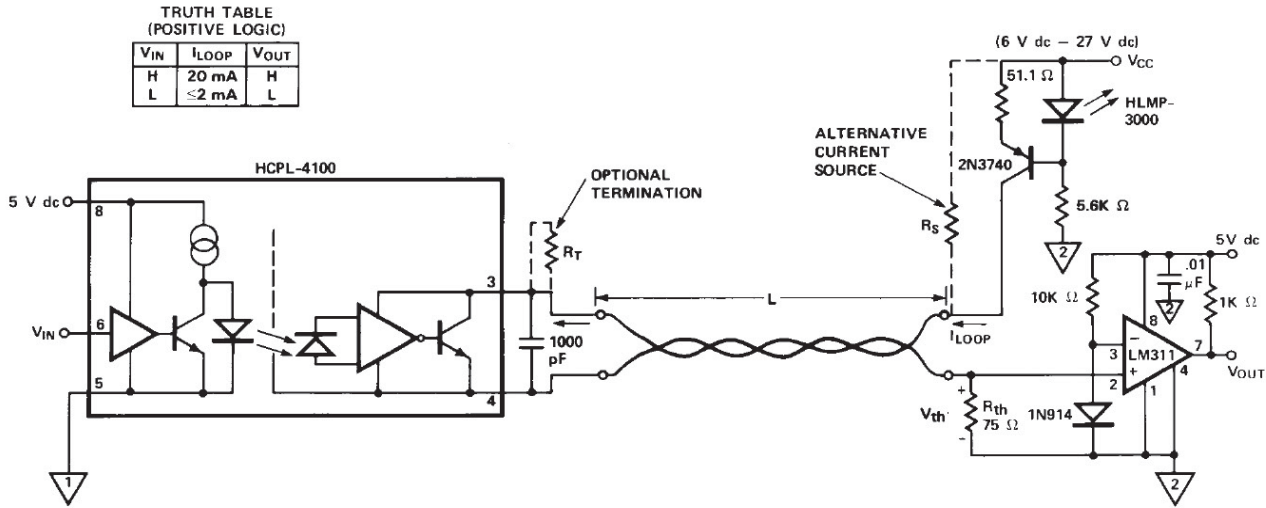 TRUTH TABLE
(POSITIVE LOGIC)
VIN ILOOP VOUT
H 20 mA H
L ≤2 mA L
(6 V dc – 27 V dc)
VCC
51.1 Ω
HLMP-
3000
ALTERNATIVE
CURRENT
SOURCE
2N3740
HCPL-4100
OPTIONAL
TERMINATION
5 V dc
8
RS
5.6K Ω
2
RT
5V dc
3
L
.01
μF
10K Ω
2
1K Ω
VIN
6
1000
pF
ILOOP
8
–
3
LM311
7
+
2
1
4
VOUT
5
4
+
Vth
Rth
75 Ω
–
1N914
1
2